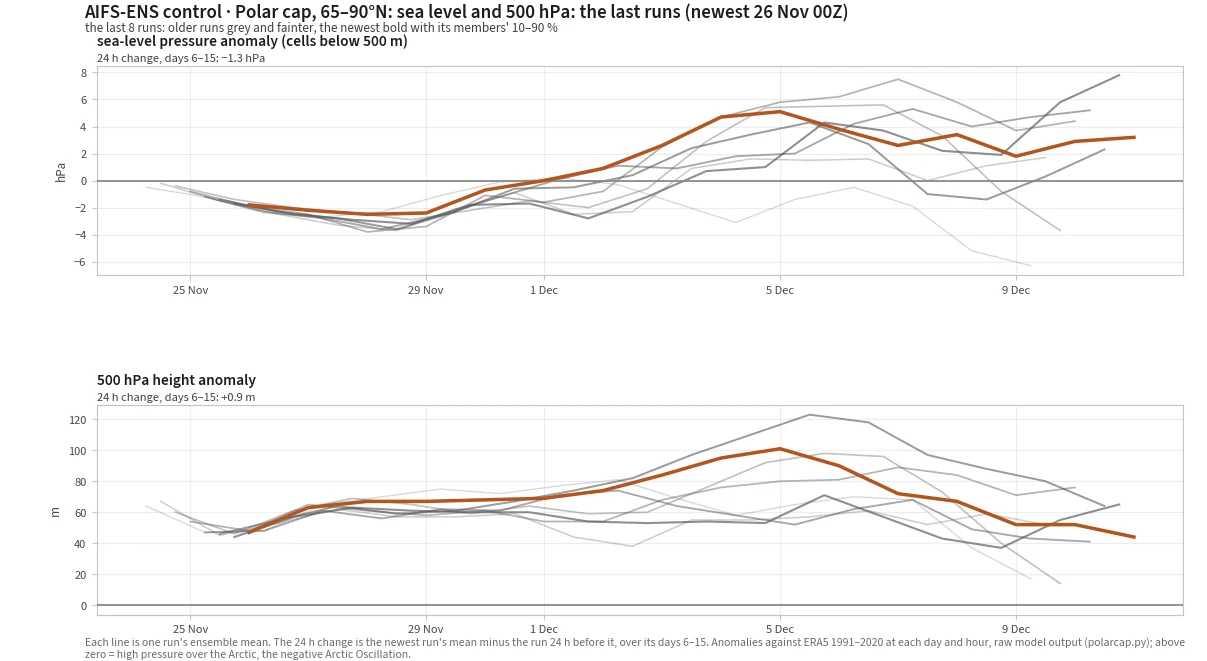 AIFS-ENS control · Polar cap, 65–90°N: sea level and 500 hPa: the last runs (newest 26 Nov 00Z)
the last 8 runs: older runs grey and fainter, the newest bold with its members' 10–90 %
sea-level pressure anomaly (cells below 500 m)
24 h change, days 6–15: −1.3 hPa
8
6
4
2
0
−2
−4
−6
hPa
25 Nov
29 Nov
1 Dec
5 Dec
9 Dec
500 hPa height anomaly
24 h change, days 6–15: +0.9 m
120
100
80
60
40
20
0
m
25 Nov
29 Nov
1 Dec
5 Dec
9 Dec
Each line is one run's ensemble mean. The 24 h change is the newest run's mean minus the run 24 h before it, over its days 6–15. Anomalies against ERA5 1991–2020 at each day and hour, raw model output (polarcap.py); above
zero = high pressure over the Arctic, the negative Arctic Oscillation.